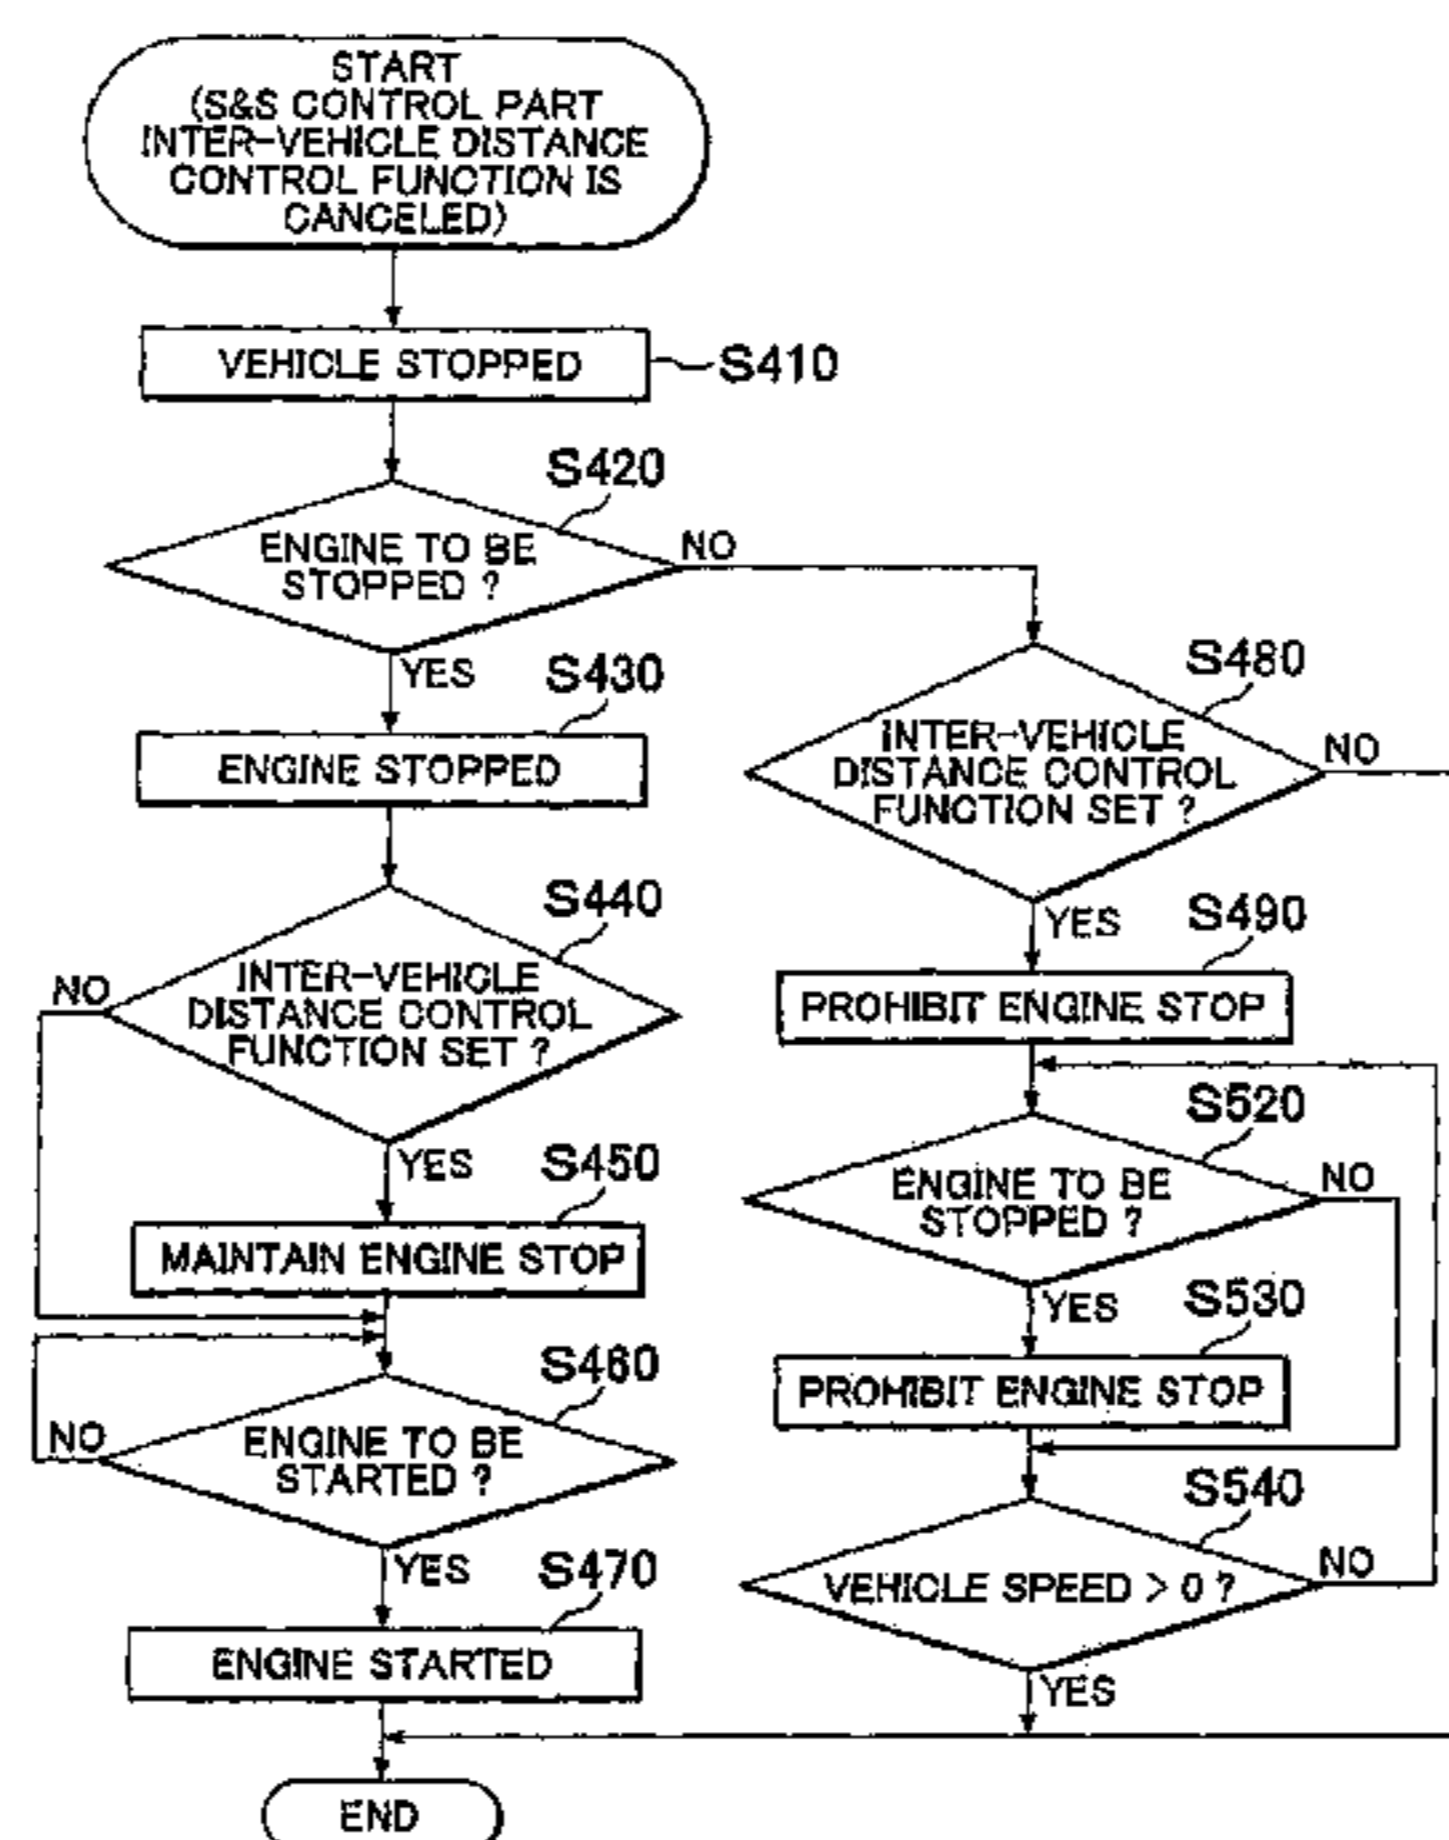 START
(S&S CONTROL PART
INTER-VEHICLE DISTANCE
CONTROL FUNCTION IS
CANCELED)
VEHICLE STOPPED
S410
S420
ENGINE TO BE
STOPPED ?
NO
YES
S430
ENGINE STOPPED
S440
INTER-VEHICLE
DISTANCE CONTROL
FUNCTION SET ?
NO
YES
S450
MAINTAIN ENGINE STOP
S460
ENGINE TO BE
STARTED ?
NO
YES
S470
ENGINE STARTED
END
S480
INTER-VEHICLE
DISTANCE CONTROL
FUNCTION SET ?
NO
YES
S490
PROHIBIT ENGINE STOP
S520
ENGINE TO BE
STOPPED ?
NO
YES
S530
PROHIBIT ENGINE STOP
S540
VEHICLE SPEED > 0 ?
NO
YES